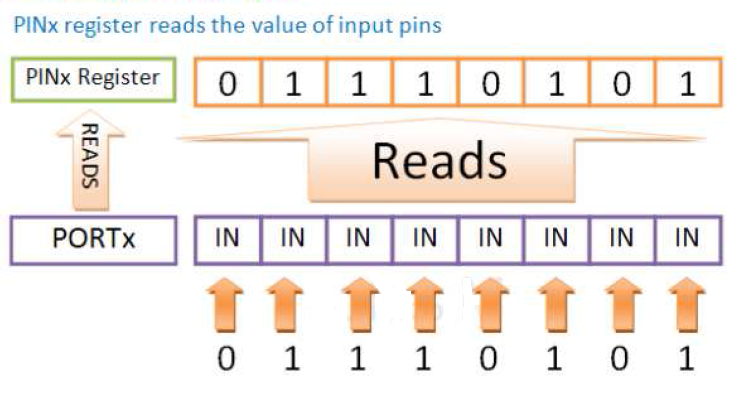 PINx register reads the value of input pins
PINx Register 0 1 1 1 0 1 0 1
READS
Reads
PORTx IN IN IN IN IN IN IN IN
0 1 1 1 0 1 0 1